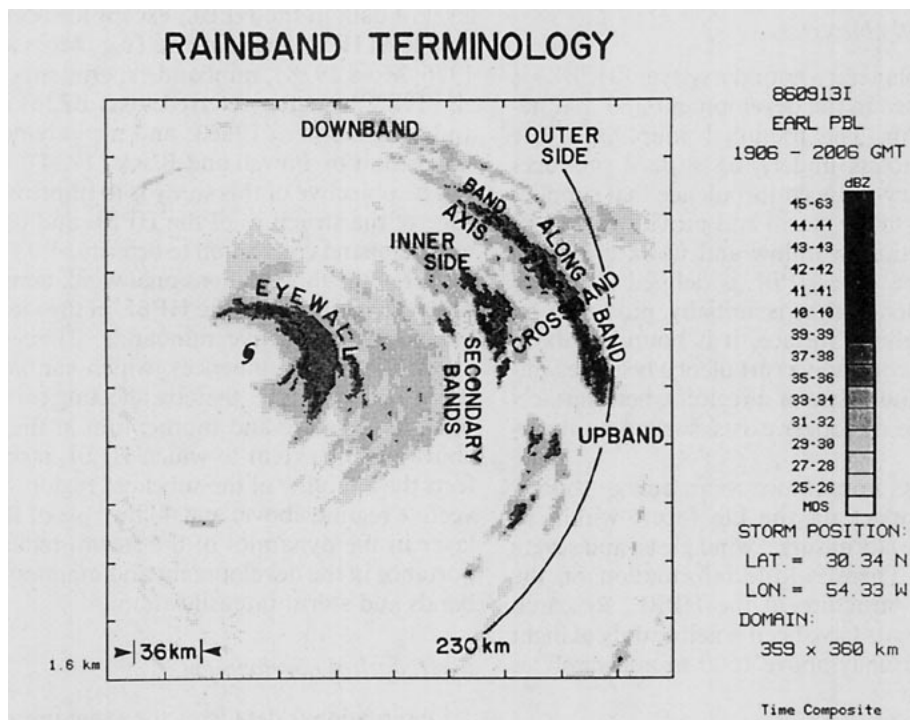 RAINBAND TERMINOLOGY
860913I
EARL PBL
1906 - 2006 GMT
DOWNBAND
OUTER SIDE
BAND AXIS
INNER SIDE
ALONG BAND
CROSS BAND
EYEWALL
SECONDARY BANDS
UPBAND
dBZ
45-63
44-44
43-43
42-42
41-41
40-40
39-39
37-38
35-36
33-34
31-32
29-30
27-28
25-26
MDS
STORM POSITION:
LAT.= 30.34 N
LON.= 54.33 W
DOMAIN:
359 x 360 km
36km
230km
1.6 km
Time Composite